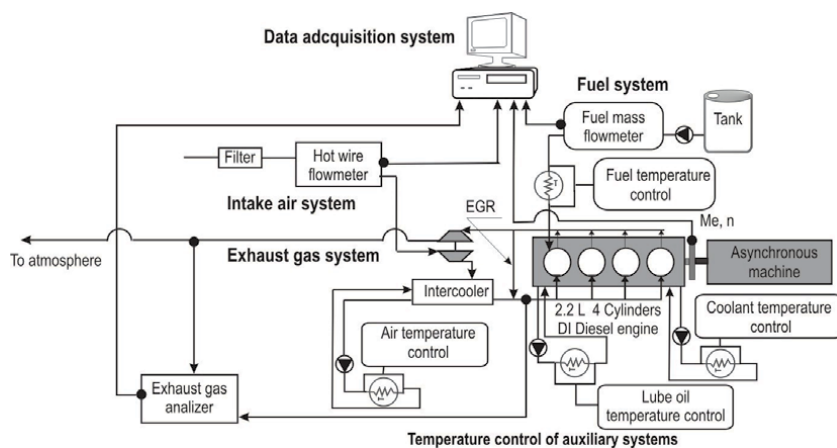 Data adcquisition system
Fuel system
Fuel mass
flowmeter
Tank
Filter
Hot wire
flowmeter
Fuel temperature
control
Intake air system
EGR
Me, n
Exhaust gas system
To atmosphere
Asynchronous
machine
Intercooler
2.2 L 4 Cylinders
DI Diesel engine
Coolant temperature
control
Air temperature
control
Exhaust gas
analizer
Lube oil
temperature control
Temperature control of auxiliary systems